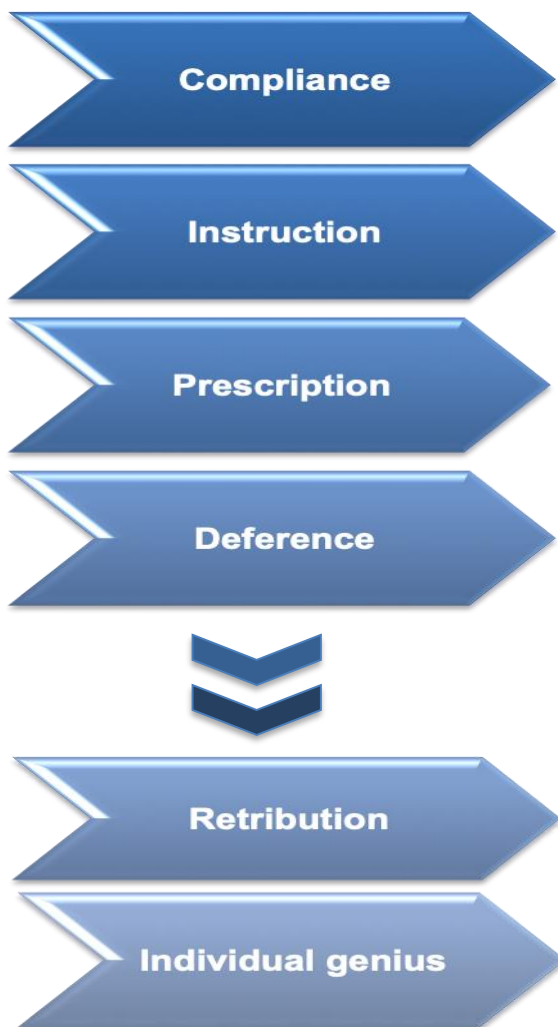 Compliance
Instruction
Prescription
Deference
Retribution
Individual genius